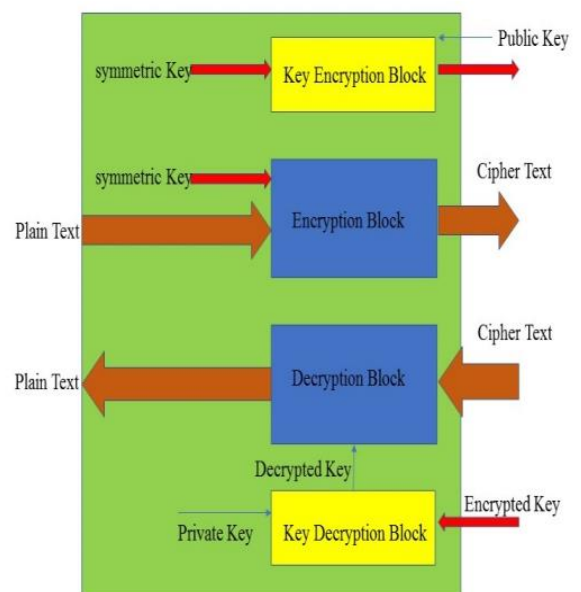 Public Key
symmetric Key
Key Encryption Block
Cipher Text
symmetric Key
Encryption Block
Plain Text
Cipher Text
Plain Text
Decryption Block
Decrypted Key
Encrypted Key
Private Key
Key Decryption Block